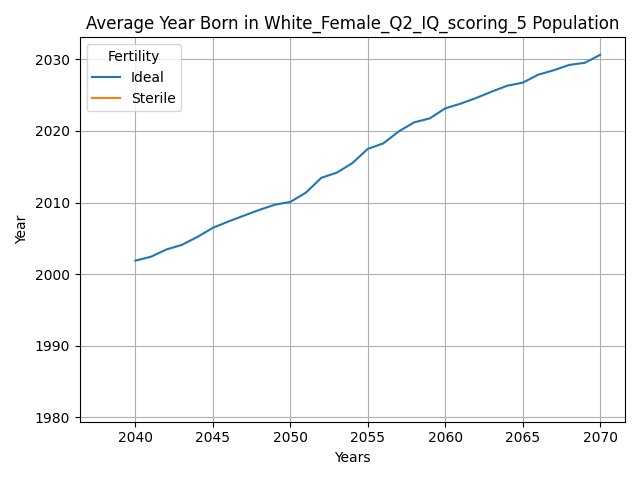 Average Year Born in White_Female_Q2_IQ_scoring_5 Population
Fertility
Ideal
Sterile
2030
2020
2010
2000
1990
1980
Year
2040 2045 2050 2055 2060 2065 2070
Years